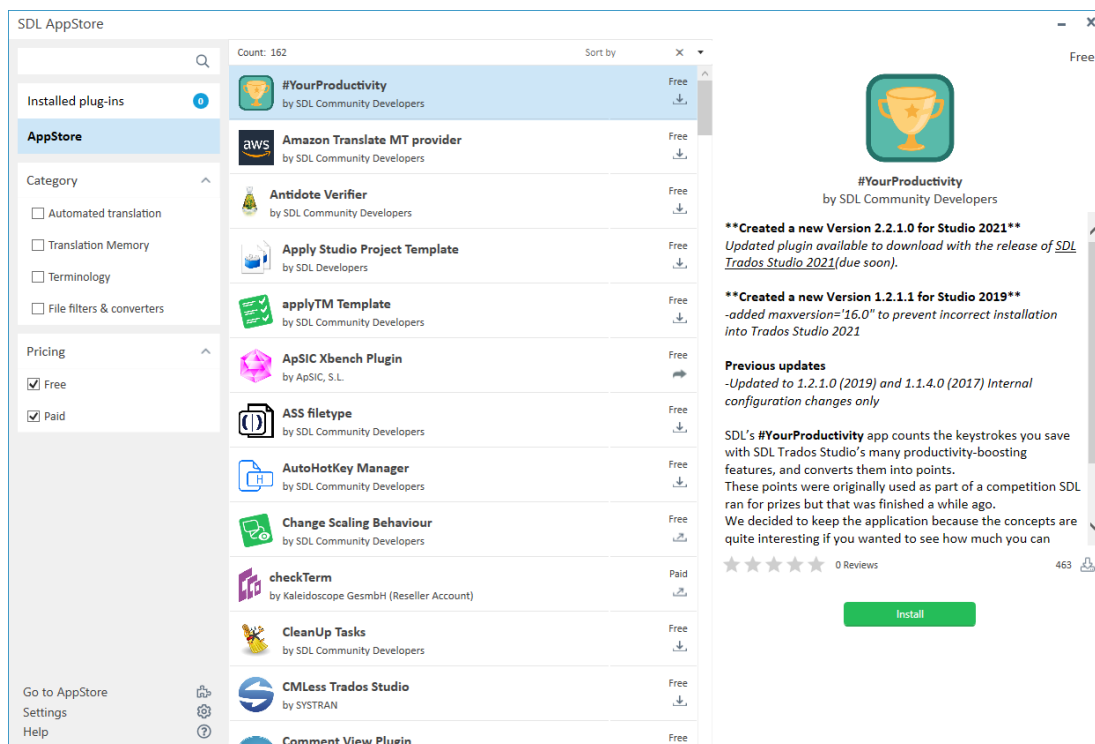 SDL AppStore
Installed plug-ins 0
AppStore
Category
Automated translation
Translation Memory
Terminology
File filters & converters
Pricing
Free
Paid
Go to AppStore
Settings
Help
Count: 162 Sort by
#YourProductivity Free
by SDL Community Developers
aws
Amazon Translate MT provider Free
by SDL Community Developers
Antidote Verifier Free
by SDL Community Developers
Apply Studio Project Template Free
by SDL Developers
applyTM Template Free
by SDL Community Developers
ApSIC Xbench Plugin Free
by ApSIC, S.L.
ASS filetype Free
by SDL Community Developers
H
AutoHotKey Manager Free
by SDL Community Developers
Change Scaling Behaviour Free
by SDL Community Developers
checkTerm Paid
by Kaleidoscope GesmbH (Reseller Account)
CleanUp Tasks Free
by SDL Community Developers
CMLess Trados Studio Free
by SYSTRAN
Comment View Plugin Free
Free
#YourProductivity
by SDL Community Developers
**Created a new Version 2.2.1.0 for Studio 2021**
Updated plugin available to download with the release of SDL
Trados Studio 2021(due soon).
**Created a new Version 1.2.1.1 for Studio 2019**
-added maxversion='16.0" to prevent incorrect installation
into Trados Studio 2021
Previous updates
-Updated to 1.2.1.0 (2019) and 1.1.4.0 (2017) Internal
configuration changes only
SDL's #YourProductivity app counts the keystrokes you save
with SDL Trados Studio's many productivity-boosting
features, and converts them into points.
These points were originally used as part of a competition SDL
ran for prizes but that was finished a while ago.
We decided to keep the application because the concepts are
quite interesting if you wanted to see how much you can
0 Reviews 463
Install